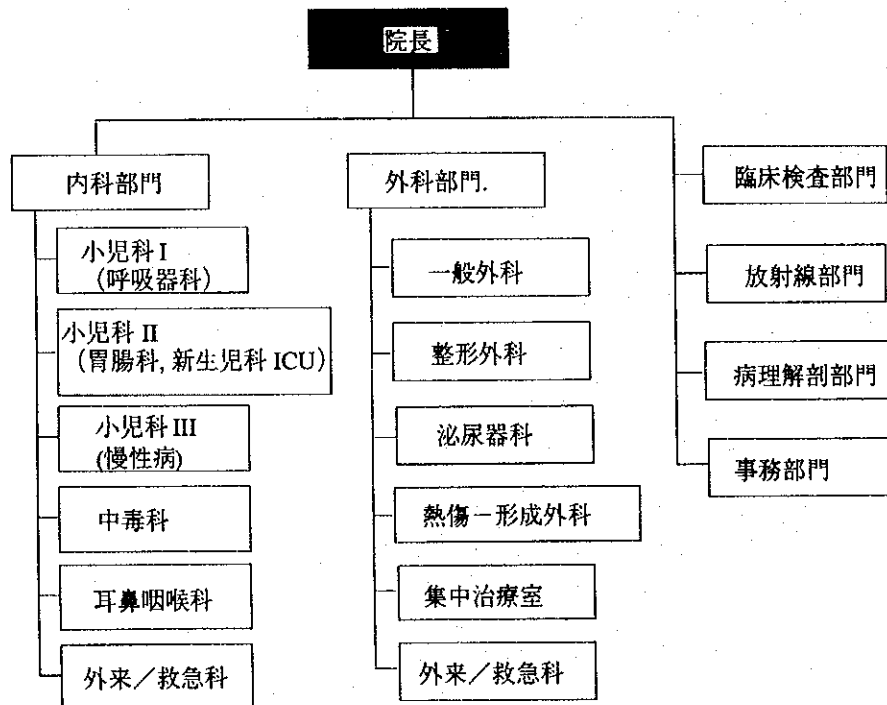 院長
内科部門
小児科 I
（呼吸器科）
小児科 II
（胃腸科, 新生児科 ICU）
小児科 III
(慢性病)
中毒科
耳鼻咽喉科
外来／救急科
外科部門.
一般外科
整形外科
泌尿器科
熱傷－形成外科
集中治療室
外来／救急科
臨床検査部門
放射線部門
病理解剖部門
事務部門